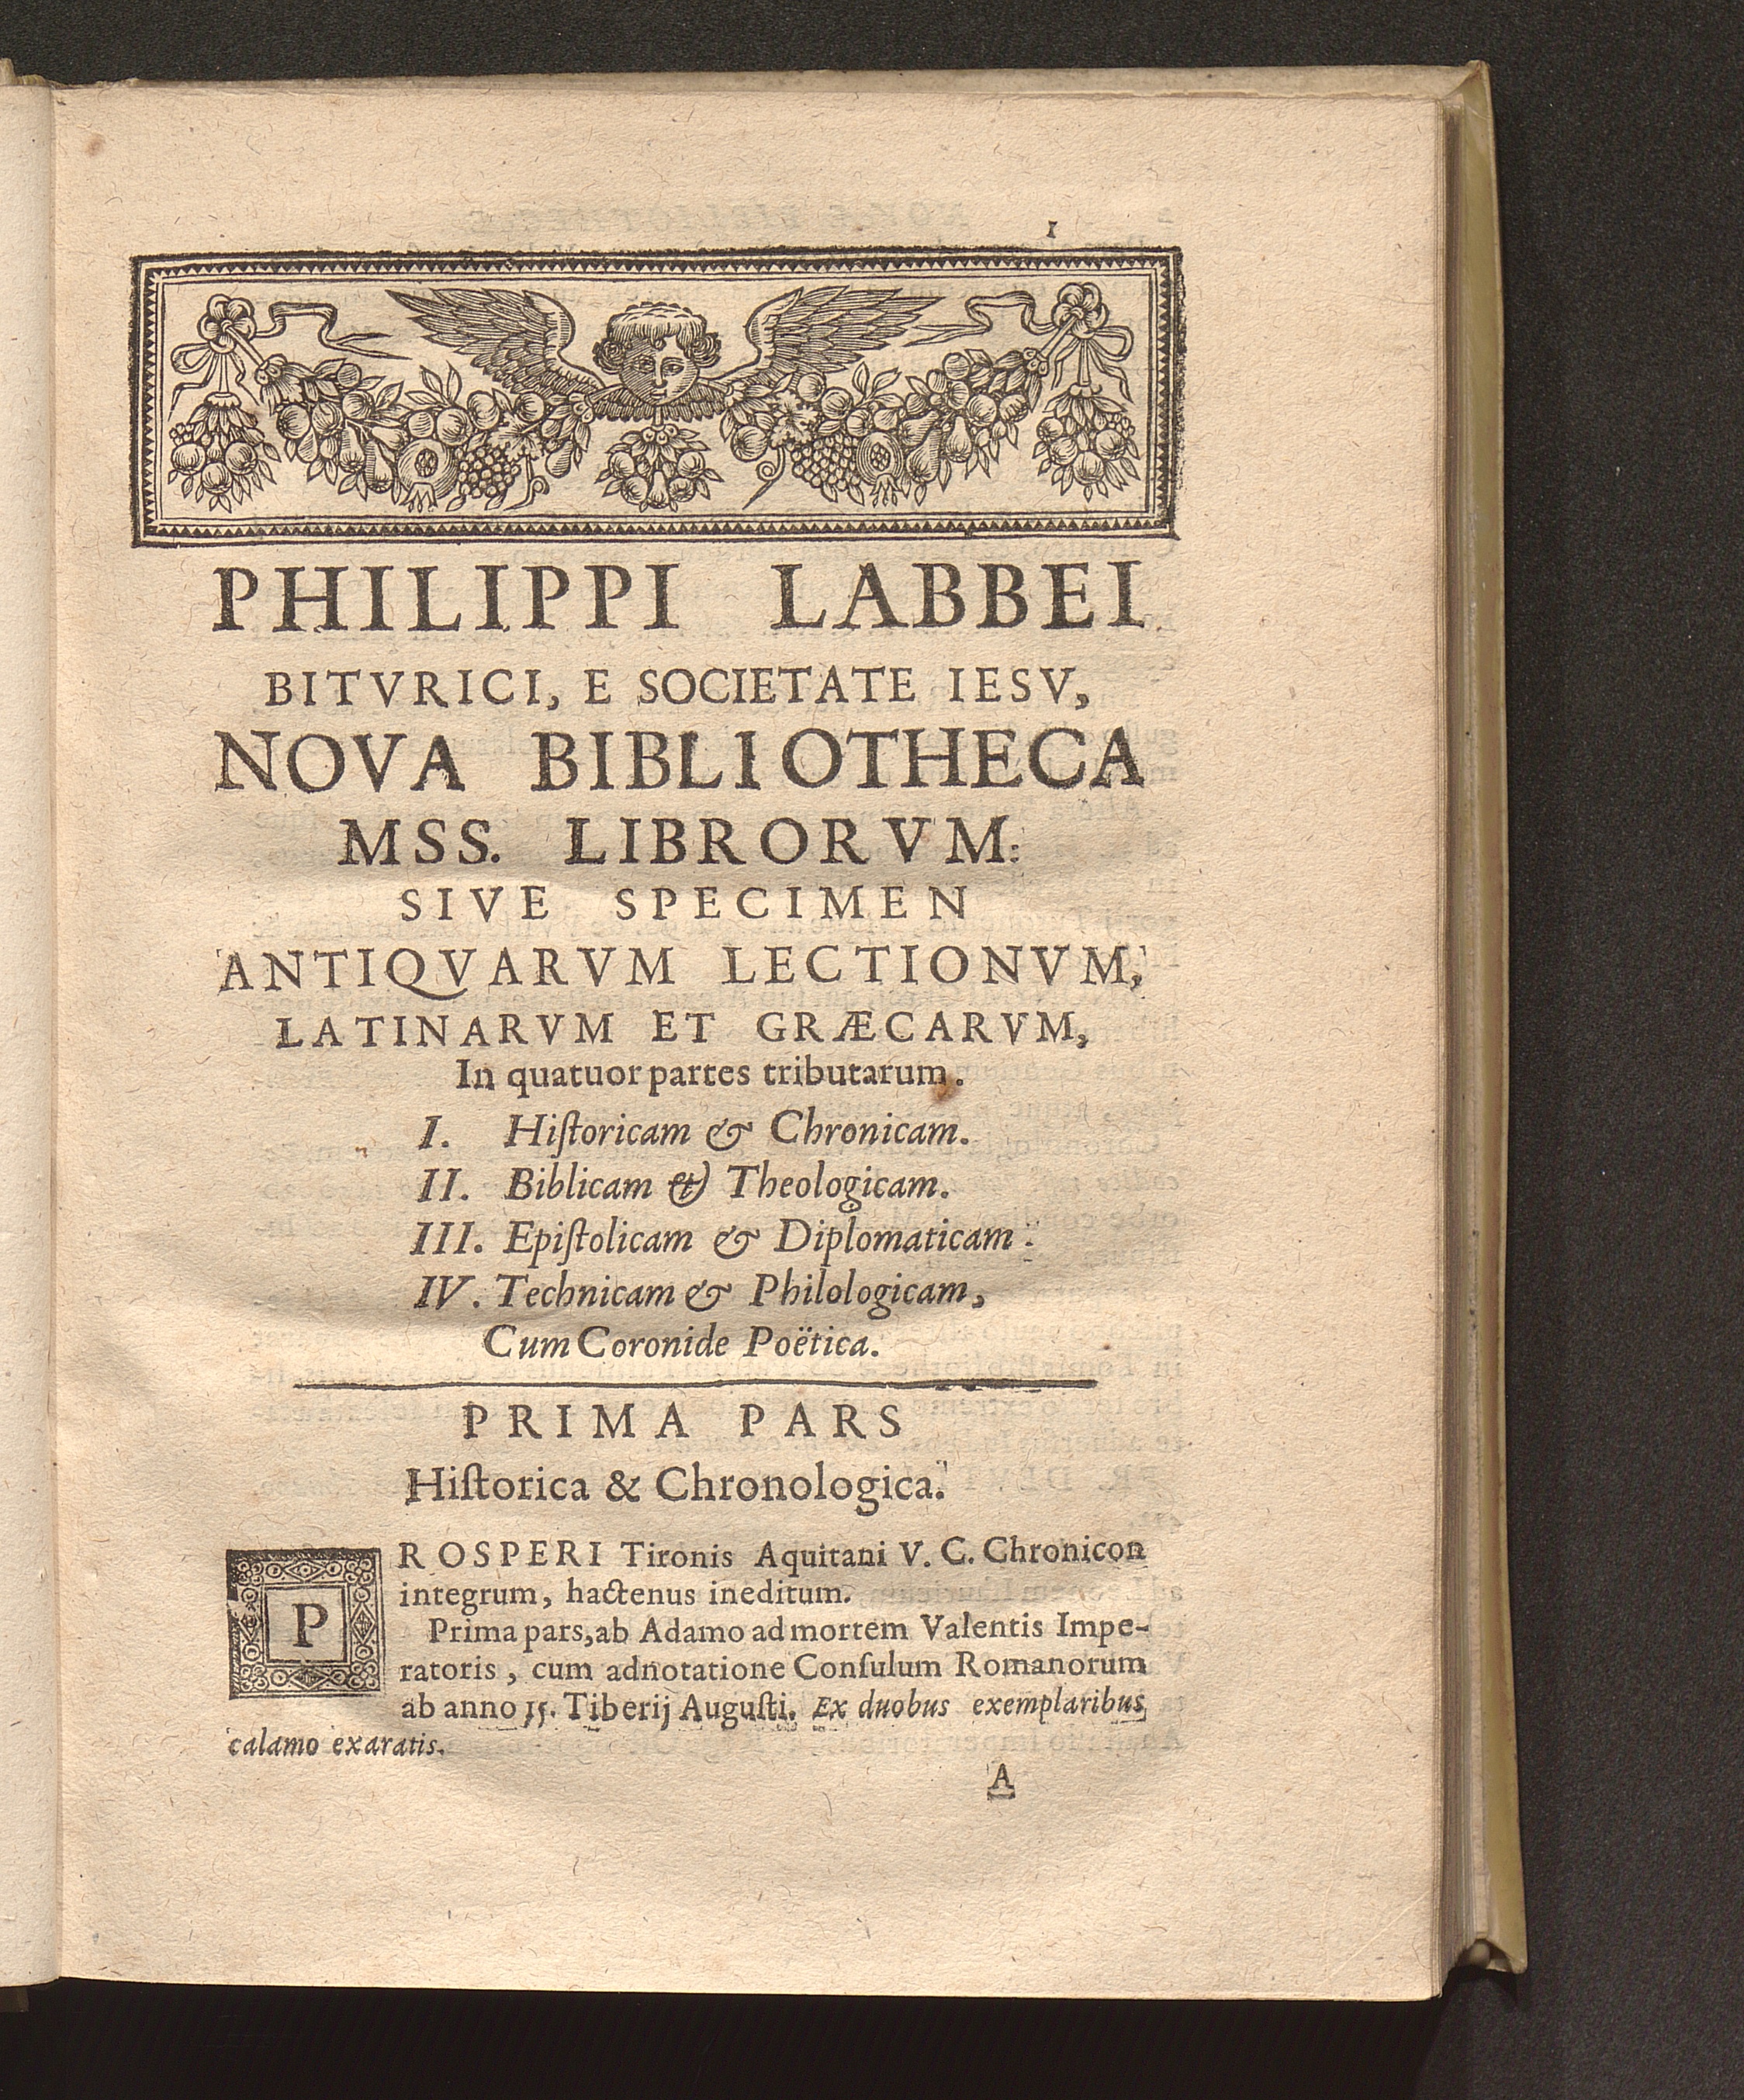 1
PHILIPPI LABBEI
BITVRICI, E SOCIETATE IESV,
NOVA BIBLIOTHECA
MSS. LIBRORVM:
SIVE SPECIMEN
ANTIQVARVM LECTIONVM,
LATINARVM ET GRÆCARVM,
In quatuor partes tributarum.
I. Hiſtoricam & Chronicam.
II. Biblicam & Theologicam.
III. Epiſtolicam & Diplomaticam.
IV. Technicam & Philologicam,
Cum Coronide Poëtica.
PRIMA PARS
Hiſtorica & Chronologica.
PROSPERI Tironis Aquitani V. C. Chronicon
integrum, hactenus ineditum.
Prima pars, ab Adamo ad mortem Valentis Impe-
ratoris, cum adnotatione Conſulum Romanorum
ab anno 15. Tiberij Auguſti. Ex duobus exemplaribus
calamo exaratis.
A